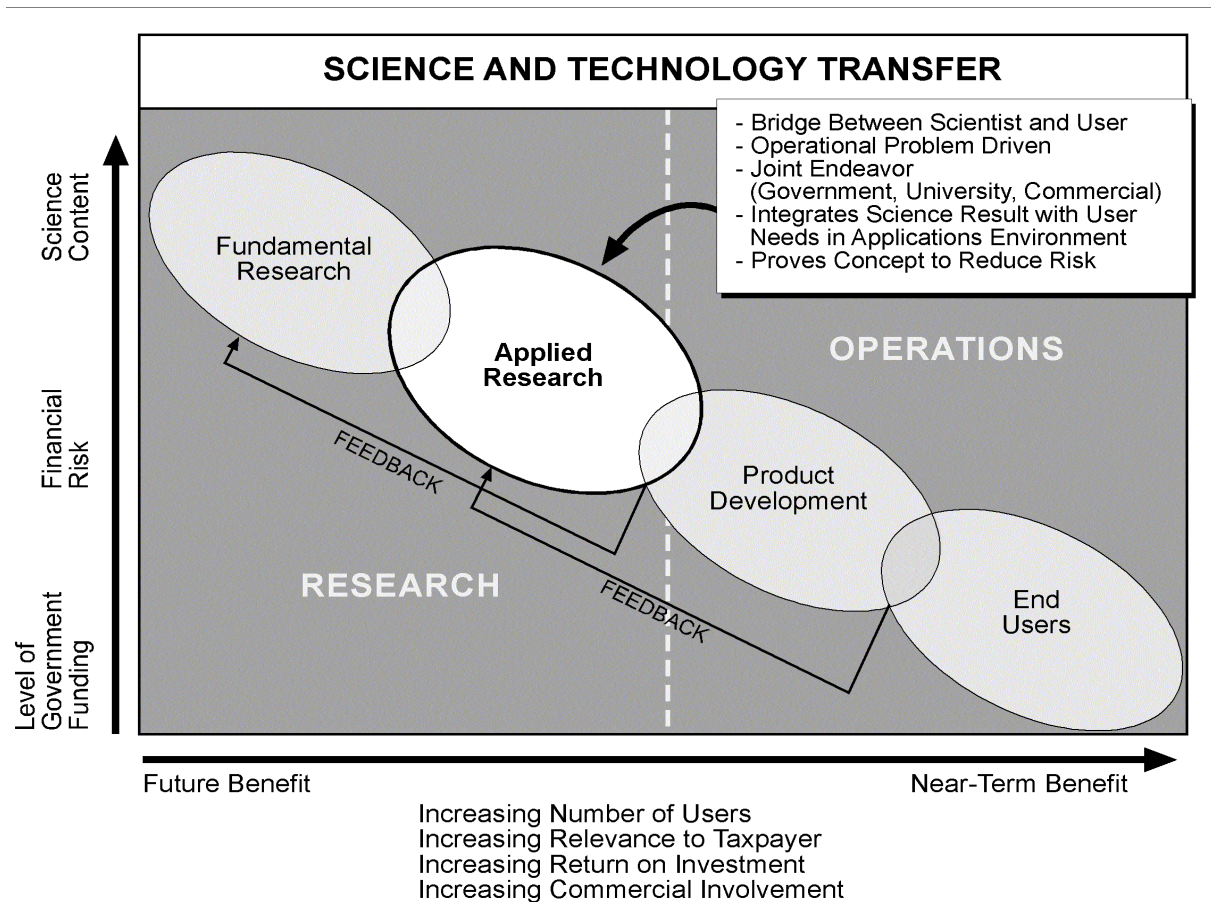 SCIENCE AND TECHNOLOGY TRANSFER
- Bridge Between Scientist and User
- Operational Problem Driven
- Joint Endeavor
(Government, University, Commercial)
- Integrates Science Result with User
Needs in Applications Environment
- Proves Concept to Reduce Risk
Science
Content
Fundamental
Research
Applied
Research
OPERATIONS
Financial
Risk
FEEDBACK
Product
Development
RESEARCH
FEEDBACK
End
Users
Level of
Government
Funding
Future Benefit
Near-Term Benefit
Increasing Number of Users
Increasing Relevance to Taxpayer
Increasing Return on Investment
Increasing Commercial Involvement